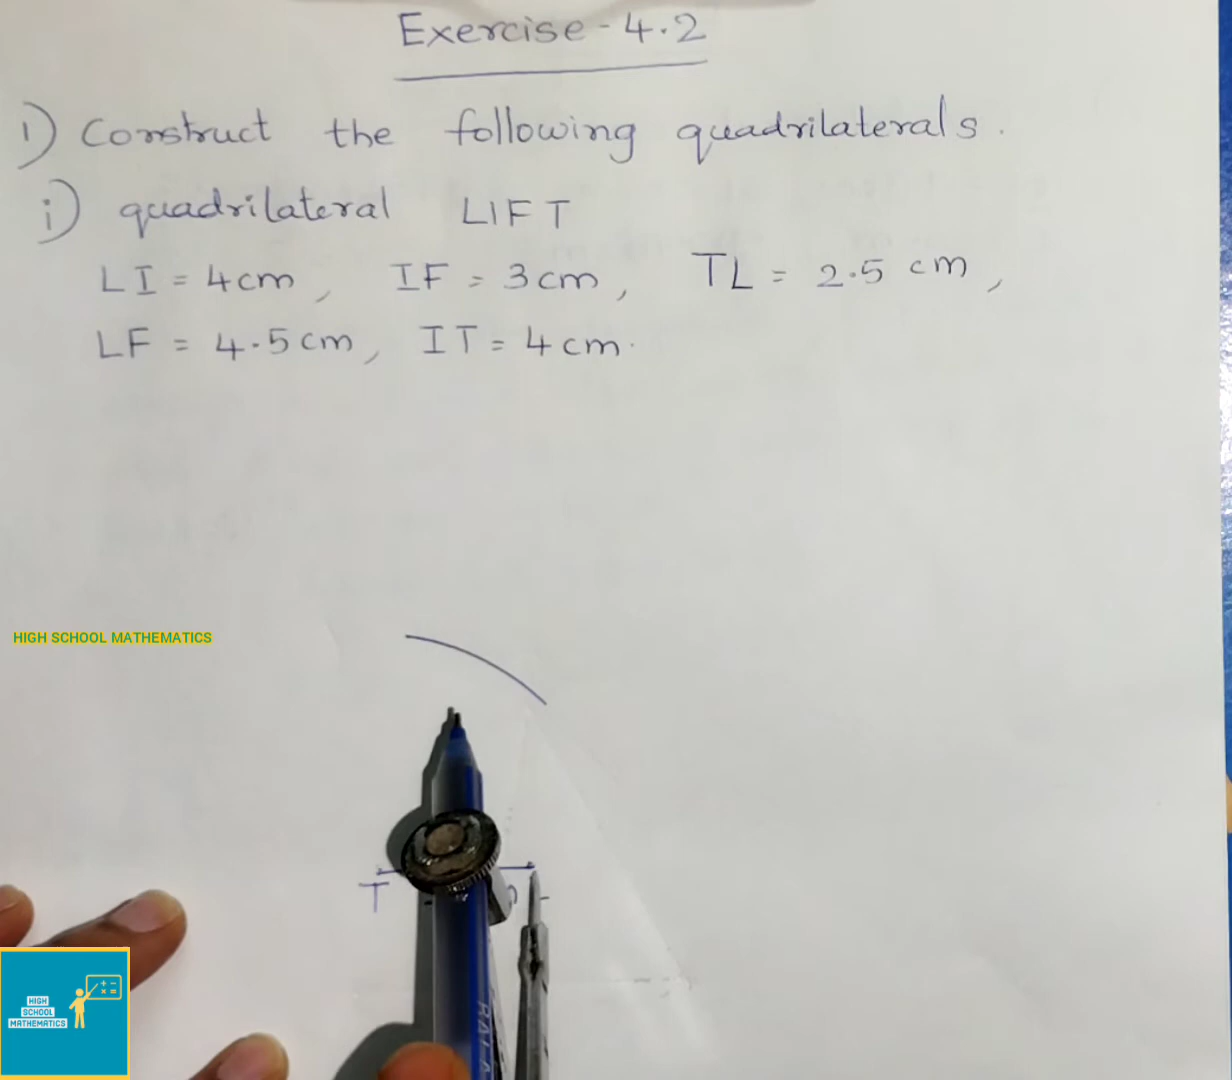 Exercise - 4.2
1) Construct the following quadrilaterals.
i) quadrilateral LIFT
LI = 4cm, IF = 3cm, TL = 2.5 cm,
LF = 4.5cm, IT = 4cm.
HIGH SCHOOL MATHEMATICS
T
HIGH
SCHOOL
MATHEMATICS